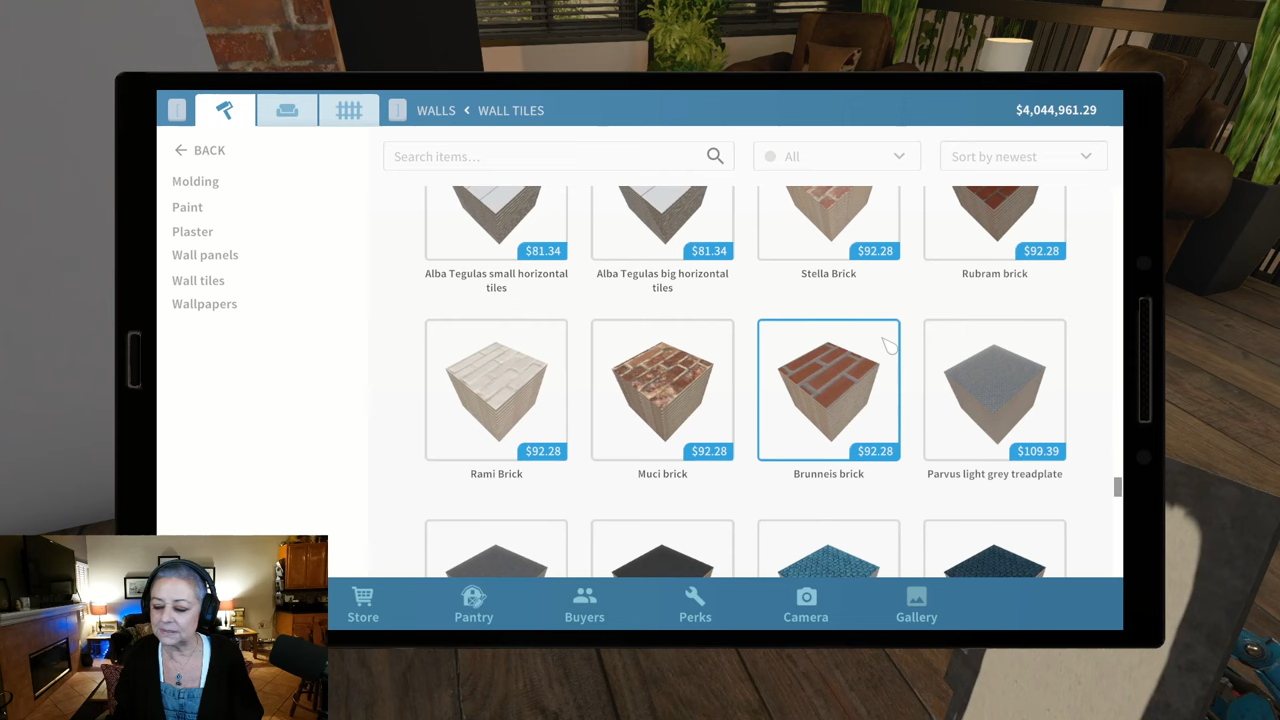 WALLS < WALL TILES
$4,044,961.29
BACK
Search items...
All
Sort by newest
Molding
Paint
Plaster
Wall panels
Wall tiles
Wallpapers
$81.34
$81.34
$92.28
$92.28
Alba Tegulas small horizontal
tiles
Alba Tegulas big horizontal
tiles
Stella Brick
Rubram brick
$92.28
$92.28
$92.28
$109.39
Rami Brick
Muci brick
Brunneis brick
Parvus light grey treadplate
Store
Pantry
Buyers
Perks
Camera
Gallery